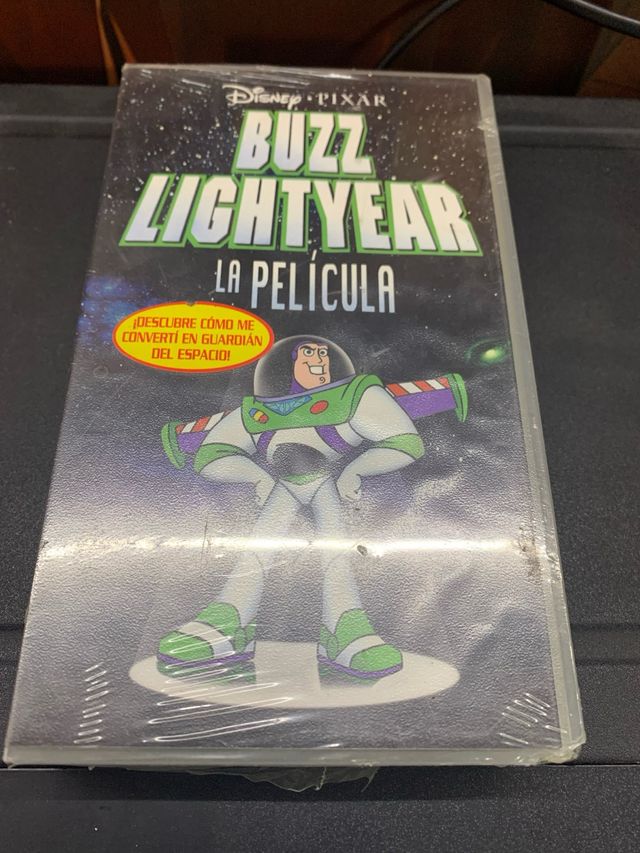 Disney · PIXAR
BUZZ
LIGHTYEAR
LA PELÍCULA
¡DESCUBRE CÓMO ME
CONVERTÍ EN GUARDIÁN
DEL ESPACIO!